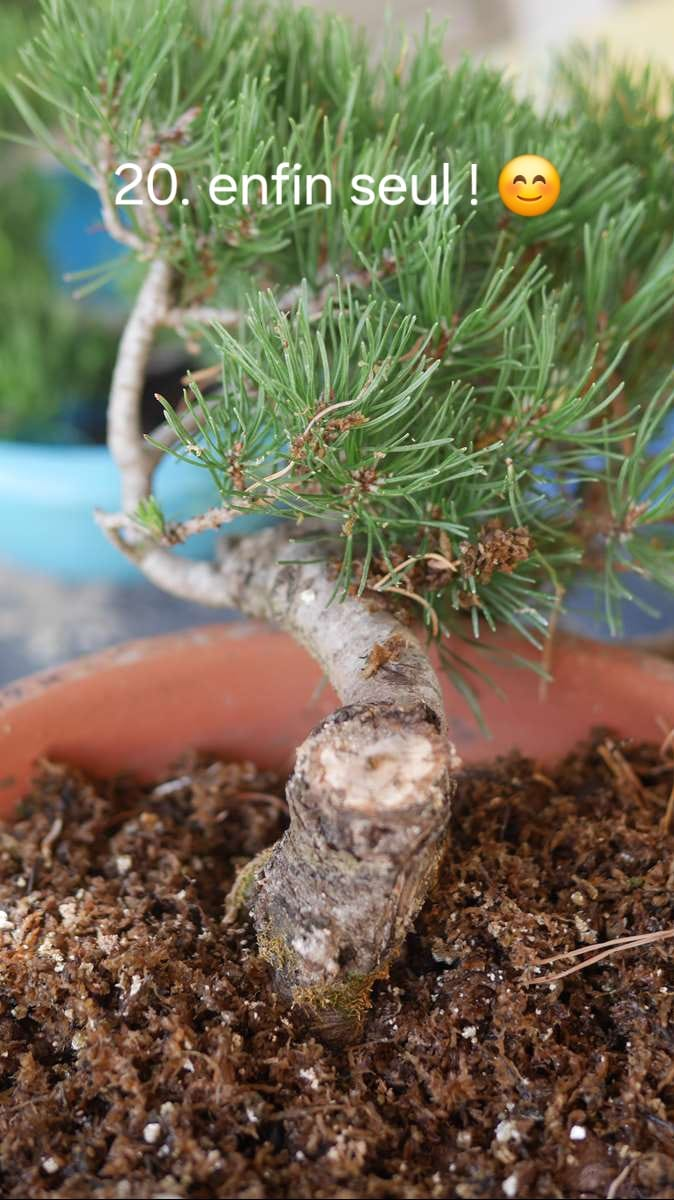 20. enfin seul ! 😊